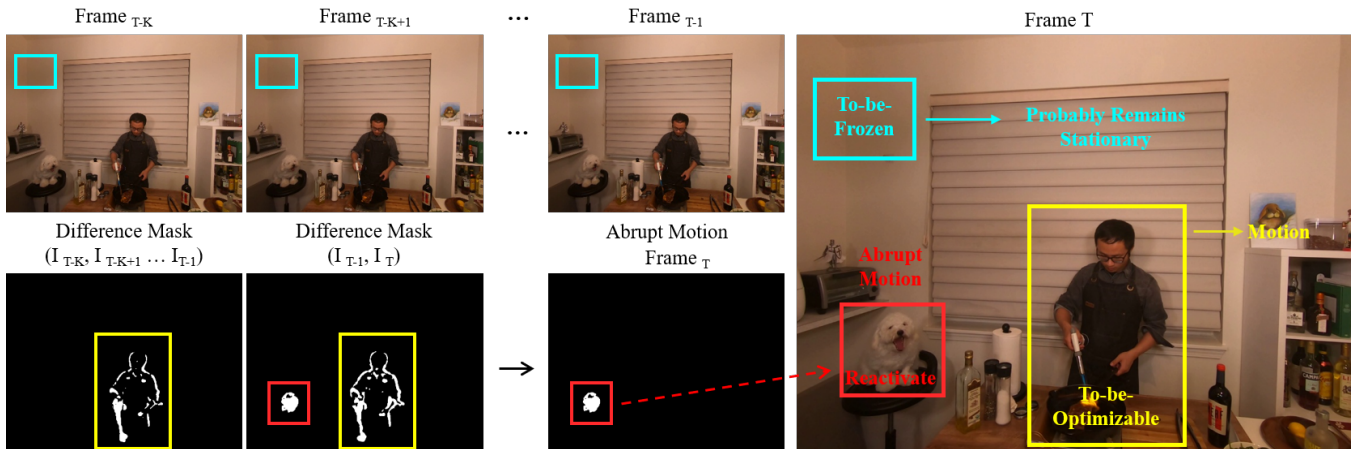 Frame T-K
Frame T-K+1
...
Frame T-1
Frame T
...
To-be-
Frozen
Probably Remains
Stationary
Motion
Abrupt
Motion
Reactivate
To-be-
Optimizable
Difference Mask
(I T-K, I T-K+1 ... I T-1)
Difference Mask
(I T-1, I T)
Abrupt Motion
Frame T